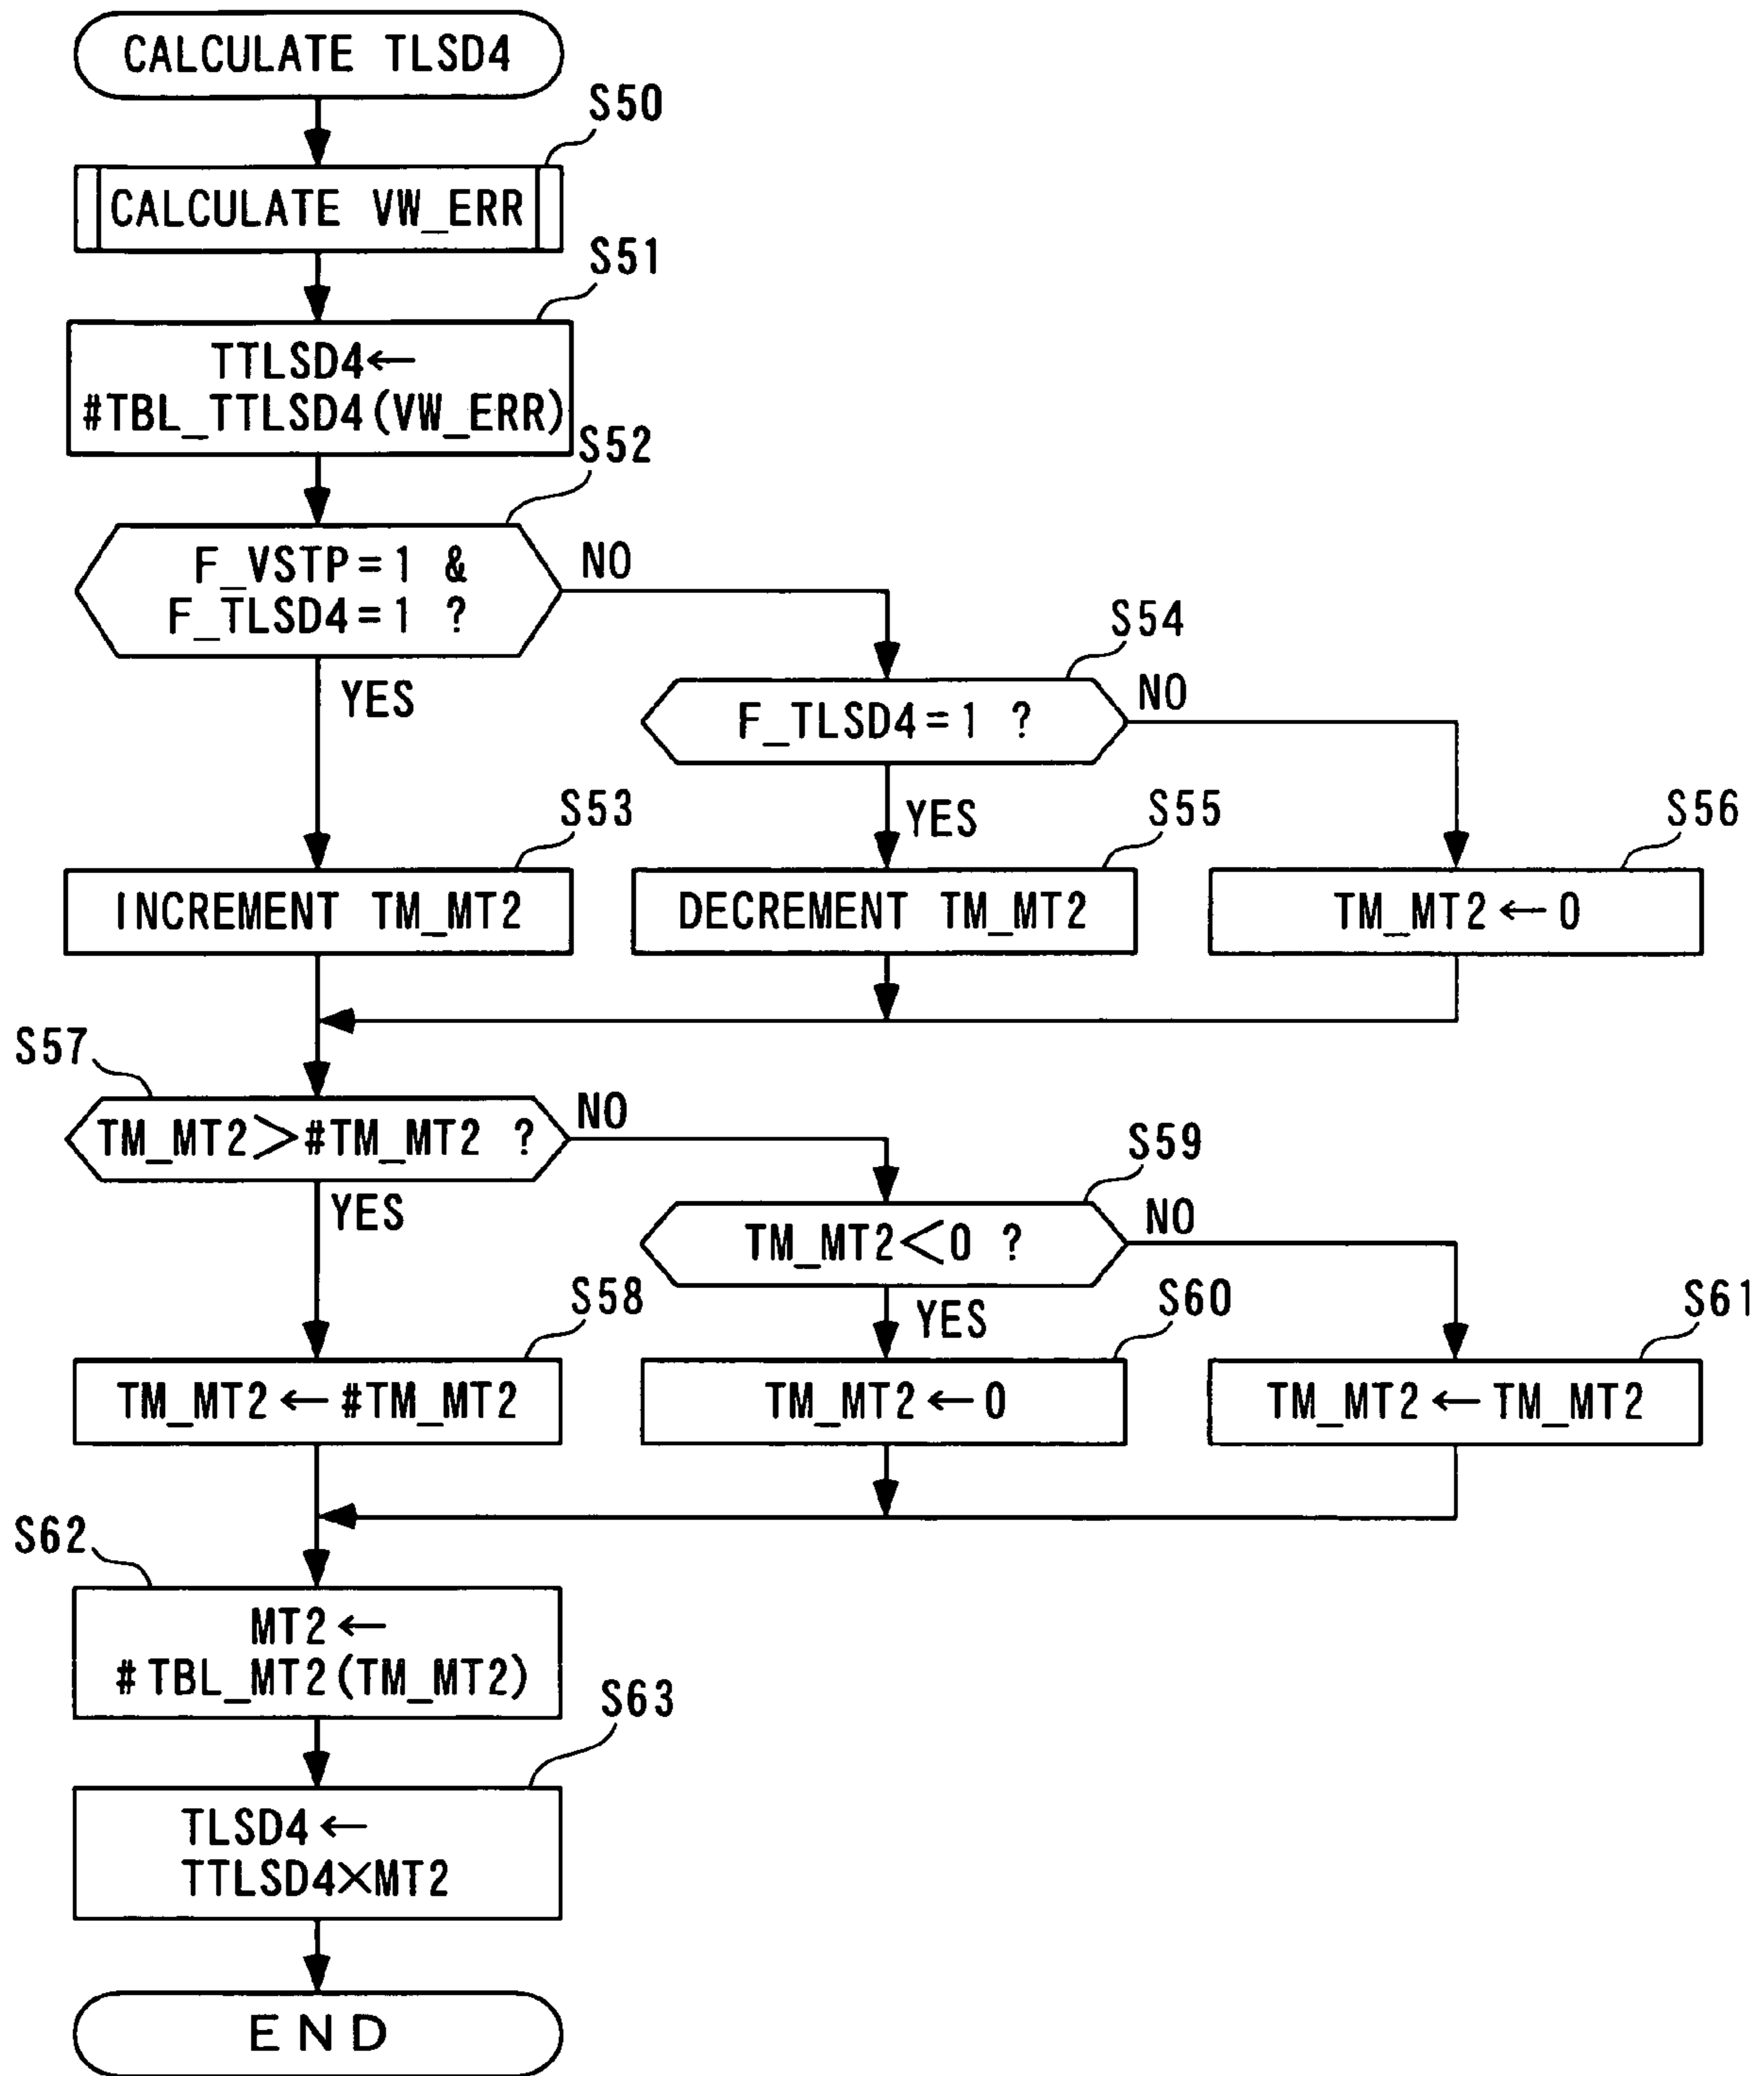 CALCULATE TLSD4
S50
CALCULATE VW_ERR
S51
TTLSD4←
#TBL_TTLSD4(VW_ERR)
S52
F_VSTP=1 &
F_TLSD4=1 ?
NO
YES
S54
F_TLSD4=1 ?
NO
YES
S53
INCREMENT TM_MT2
S55
DECREMENT TM_MT2
S56
TM_MT2←0
S57
TM_MT2>#TM_MT2 ?
NO
YES
S59
TM_MT2<0 ?
NO
YES
S58
TM_MT2←#TM_MT2
S60
TM_MT2←0
S61
TM_MT2←TM_MT2
S62
MT2←
#TBL_MT2(TM_MT2)
S63
TLSD4←
TTLSD4×MT2
END